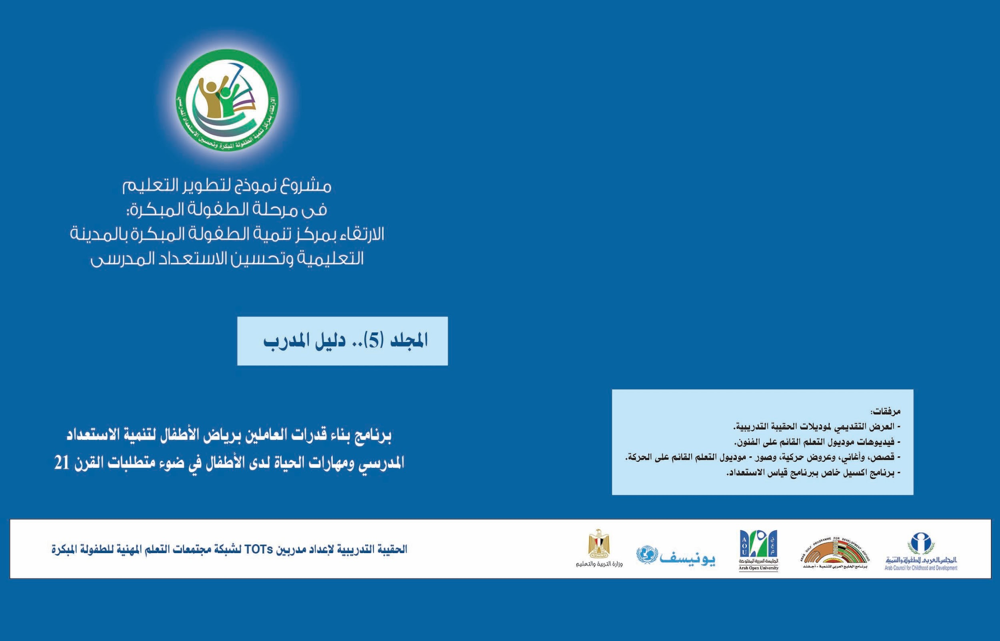 الارتقاء بمركز تنمية الطفولة المبكرة وتحسين الاستعداد المدرسي
مشروع نموذج لتطوير التعليم
فى مرحلة الطفولة المبكرة:
الارتقاء بمركز تنمية الطفولة المبكرة بالمدينة
التعليمية وتحسين الاستعداد المدرسى
المجلد (5).. دليل المدرب
برنامج بناء قدرات العاملين برياض الأطفال لتنمية الاستعداد
المدرسي ومهارات الحياة لدى الأطفال في ضوء متطلبات القرن 21
مرفقات:
- العرض التقديمي لموديلات الحقيبة التدريبية.
- فيديوهات موديول التعلم القائم على الفنون.
- قصص، وأغاني، وعروض حركية، وصور - موديول التعلم القائم على الحركة.
- برنامج اكسيل خاص ببرنامج قياس الاستعداد.
المجلس العربى للطفولة والتنمية
Arab Council for Childhood and Development
ARAB GULF PROGRAMME FOR DEVELOPMENT - AGFUND
برنامج الخليج العربي للتنمية - أجفند
AOU
ج ع م
الجامعة العربية المفتوحة
Arab Open University
يونيسف
وزارة التربية والتعليم
الحقيبة التدريبية لإعداد مدربين TOTs لشبكة مجتمعات التعلم المهنية للطفولة المبكرة